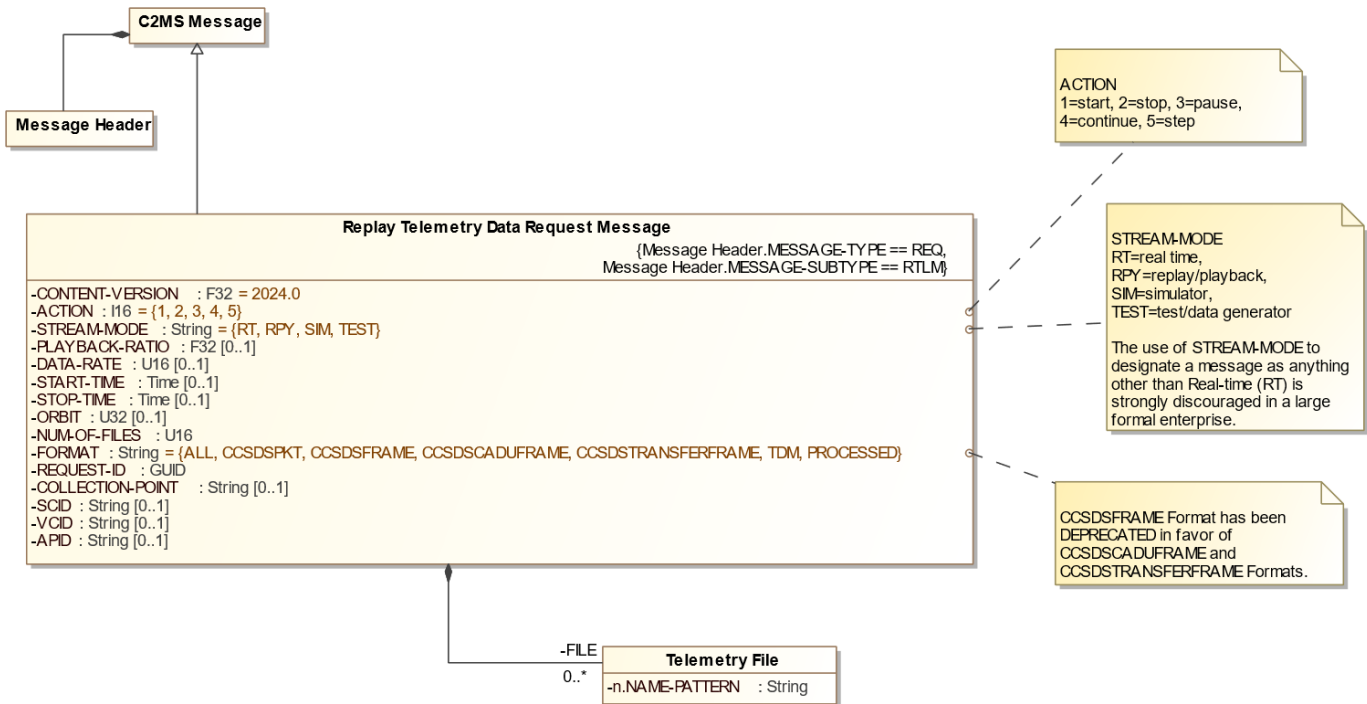 C2MS Message
Message Header
ACTION
1=start, 2=stop, 3=pause,
4=continue, 5=step
Replay Telemetry Data Request Message
{Message Header.MESSAGE-TYPE == REQ,
Message Header.MESSAGE-SUBTYPE == RTLM}
-CONTENT-VERSION : F32 = 2024.0
-ACTION : I16 = {1, 2, 3, 4, 5}
-STREAM-MODE : String = {RT, RPY, SIM, TEST}
-PLAYBACK-RATIO : F32 [0..1]
-DATA-RATE : U16 [0..1]
-START-TIME : Time [0..1]
-STOP-TIME : Time [0..1]
-ORBIT : U32 [0..1]
-NUM-OF-FILES : U16
-FORMAT : String = {ALL, CCSDSPKT, CCSDSFRAME, CCSDSCADUFRAME, CCSDSTRANSFERFRAME, TDM, PROCESSED}
-REQUEST-ID : GUID
-COLLECTION-POINT : String [0..1]
-SCID : String [0..1]
-VCID : String [0..1]
-APID : String [0..1]
STREAM-MODE
RT=real time,
RPY=replay/playback,
SIM=simulator,
TEST=test/data generator
The use of STREAM-MODE to
designate a message as anything
other than Real-time (RT) is
strongly discouraged in a large
formal enterprise.
CCSDSFRAME Format has been
DEPRECATED in favor of
CCSDSCADUFRAME and
CCSDSTRANSFERFRAME Formats.
-FILE
0..*
Telemetry File
-n.NAME-PATTERN : String